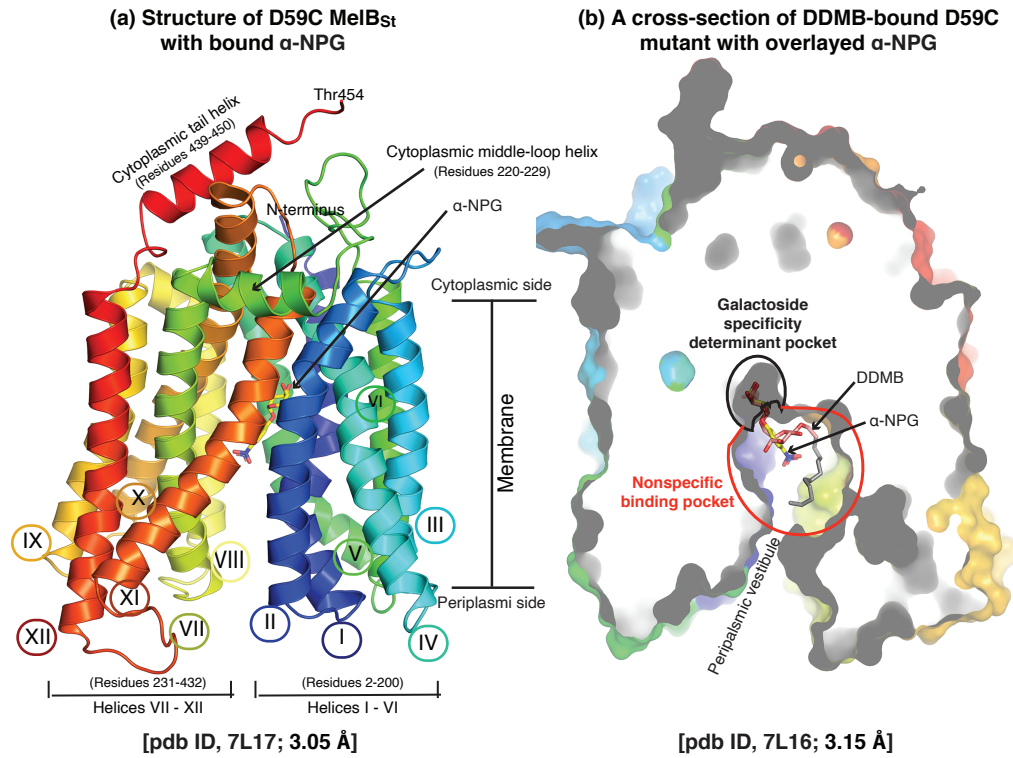 (a) Structure of D59C MelBSt
with bound α-NPG
Thr454
Cytoplasmic tail helix
(Residues 439-450)
Cytoplasmic middle-loop helix
(Residues 220-229)
N-terminus
α-NPG
Cytoplasmic side
Membrane
VI
X
IX
III
VIII
V
XI
XII
VII
II
I
IV
Periplasmi side
(Residues 231-432)
(Residues 2-200)
Helices VII - XII
Helices I - VI
[pdb ID, 7L17; 3.05 Å]
(b) A cross-section of DDMB-bound D59C
mutant with overlayed α-NPG
Galactoside
specificity
determinant pocket
DDMB
α-NPG
Nonspecific
binding pocket
Peripalsmic vestibule
[pdb ID, 7L16; 3.15 Å]